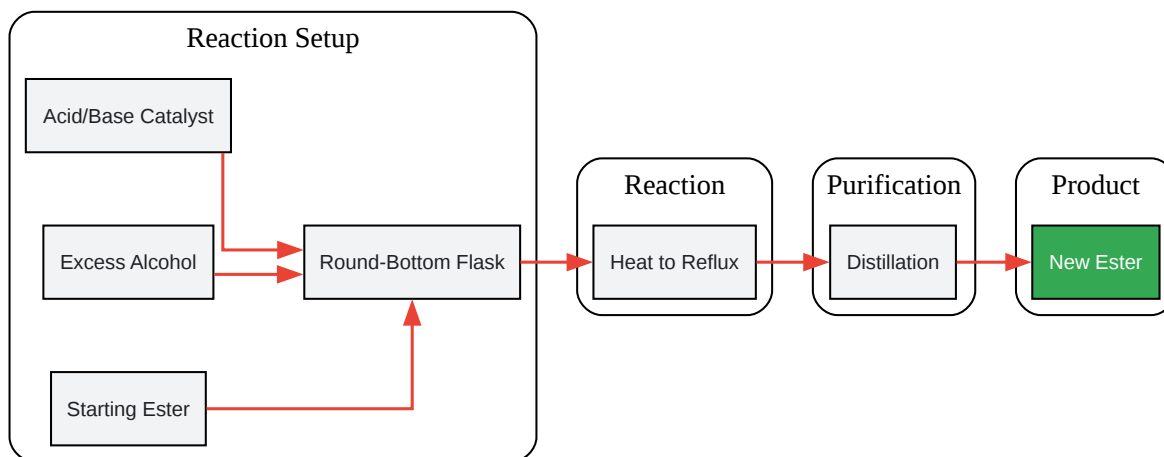 Reaction Setup
Acid/Base Catalyst
Excess Alcohol
Starting Ester
Round-Bottom Flask
Reaction
Heat to Reflux
Purification
Distillation
Product
New Ester